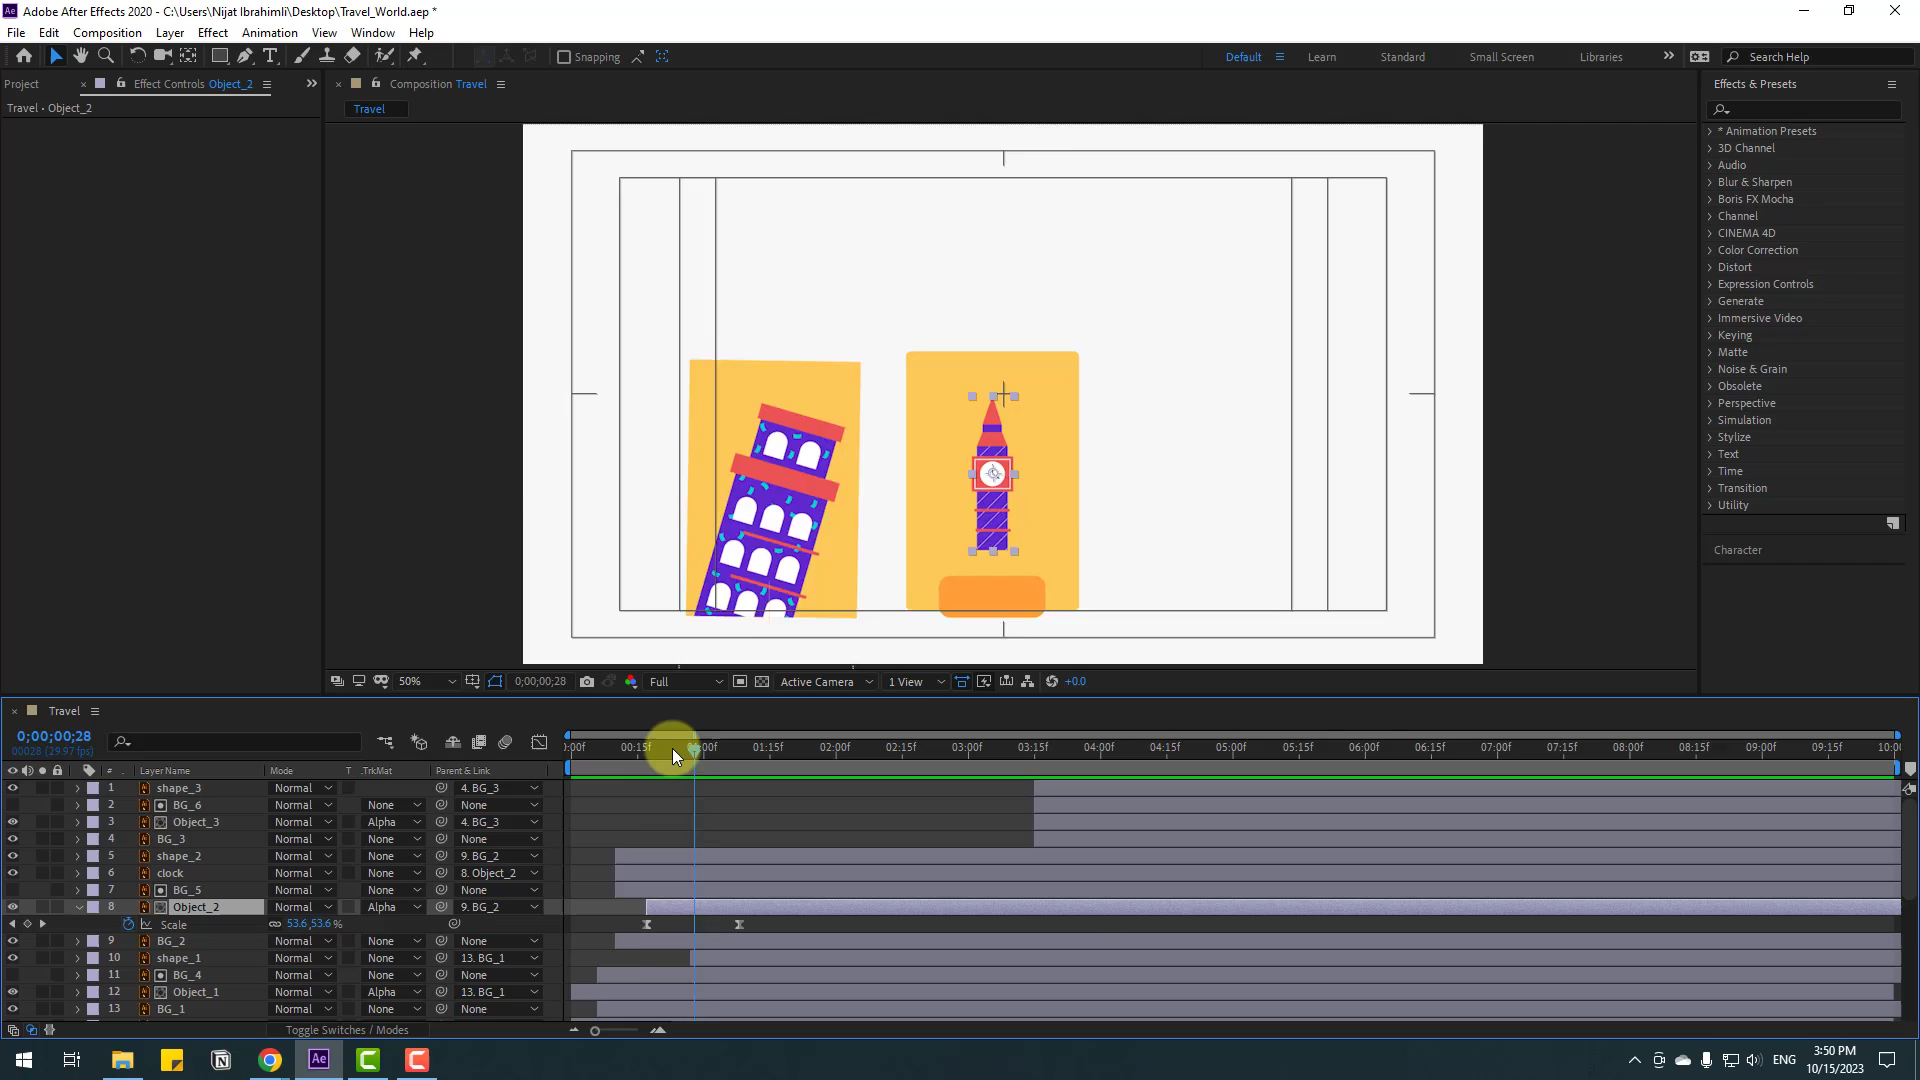 Adobe After Effects 2020 - C:\Users\Nijat Ibrahimli\Desktop\Travel_World.aep *
File Edit Composition Layer Effect Animation View Window Help
Snapping
Default Learn Standard Small Screen Libraries Search Help
Project Effect Controls Object_2
Composition Travel
Effects & Presets
Travel • Object_2
Travel
* Animation Presets
3D Channel
Audio
Blur & Sharpen
Boris FX Mocha
Channel
CINEMA 4D
Color Correction
Distort
Expression Controls
Generate
Immersive Video
Keying
Matte
Noise & Grain
Obsolete
Perspective
Simulation
Stylize
Text
Time
Transition
Utility
Character
50% 0;00;00;28 Full Active Camera 1 View +0.0
Travel
0;00;00;28
00028 (29.97 fps)
:00f 00:15f 01:00f 01:15f 02:00f 02:15f 03:00f 03:15f 04:00f 04:15f 05:00f 05:15f 06:00f 06:15f 07:00f 07:15f 08:00f 08:15f 09:00f 09:15f 10:00f
# Layer Name Mode T .TrkMat Parent & Link
1 shape_3 Normal 4. BG_3
2 BG_6 Normal None None
3 Object_3 Normal Alpha 4. BG_3
4 BG_3 Normal None None
5 shape_2 Normal None 9. BG_2
6 clock Normal None 8. Object_2
7 BG_5 Normal None None
8 Object_2 Normal Alpha 9. BG_2
Scale 53.6,53.6 %
9 BG_2 Normal None None
10 shape_1 Normal None 13. BG_1
11 BG_4 Normal None None
12 Object_1 Normal Alpha 13. BG_1
13 BG_1 Normal None None
Toggle Switches / Modes
Ae
ENG
3:50 PM
10/15/2023